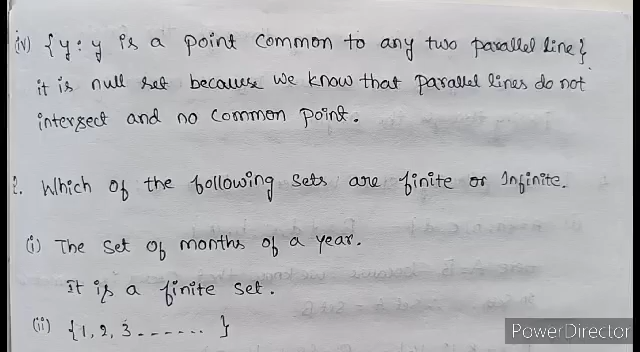 iv) {y : y is a point common to any two parallel line}
it is null set because we know that parallel lines do not
intersect and no common point.
2. Which of the following sets are finite or Infinite.
(i) The set of months of a year.
It is a finite set.
(ii) {1, 2, 3 - - - - - - }
PowerDirector